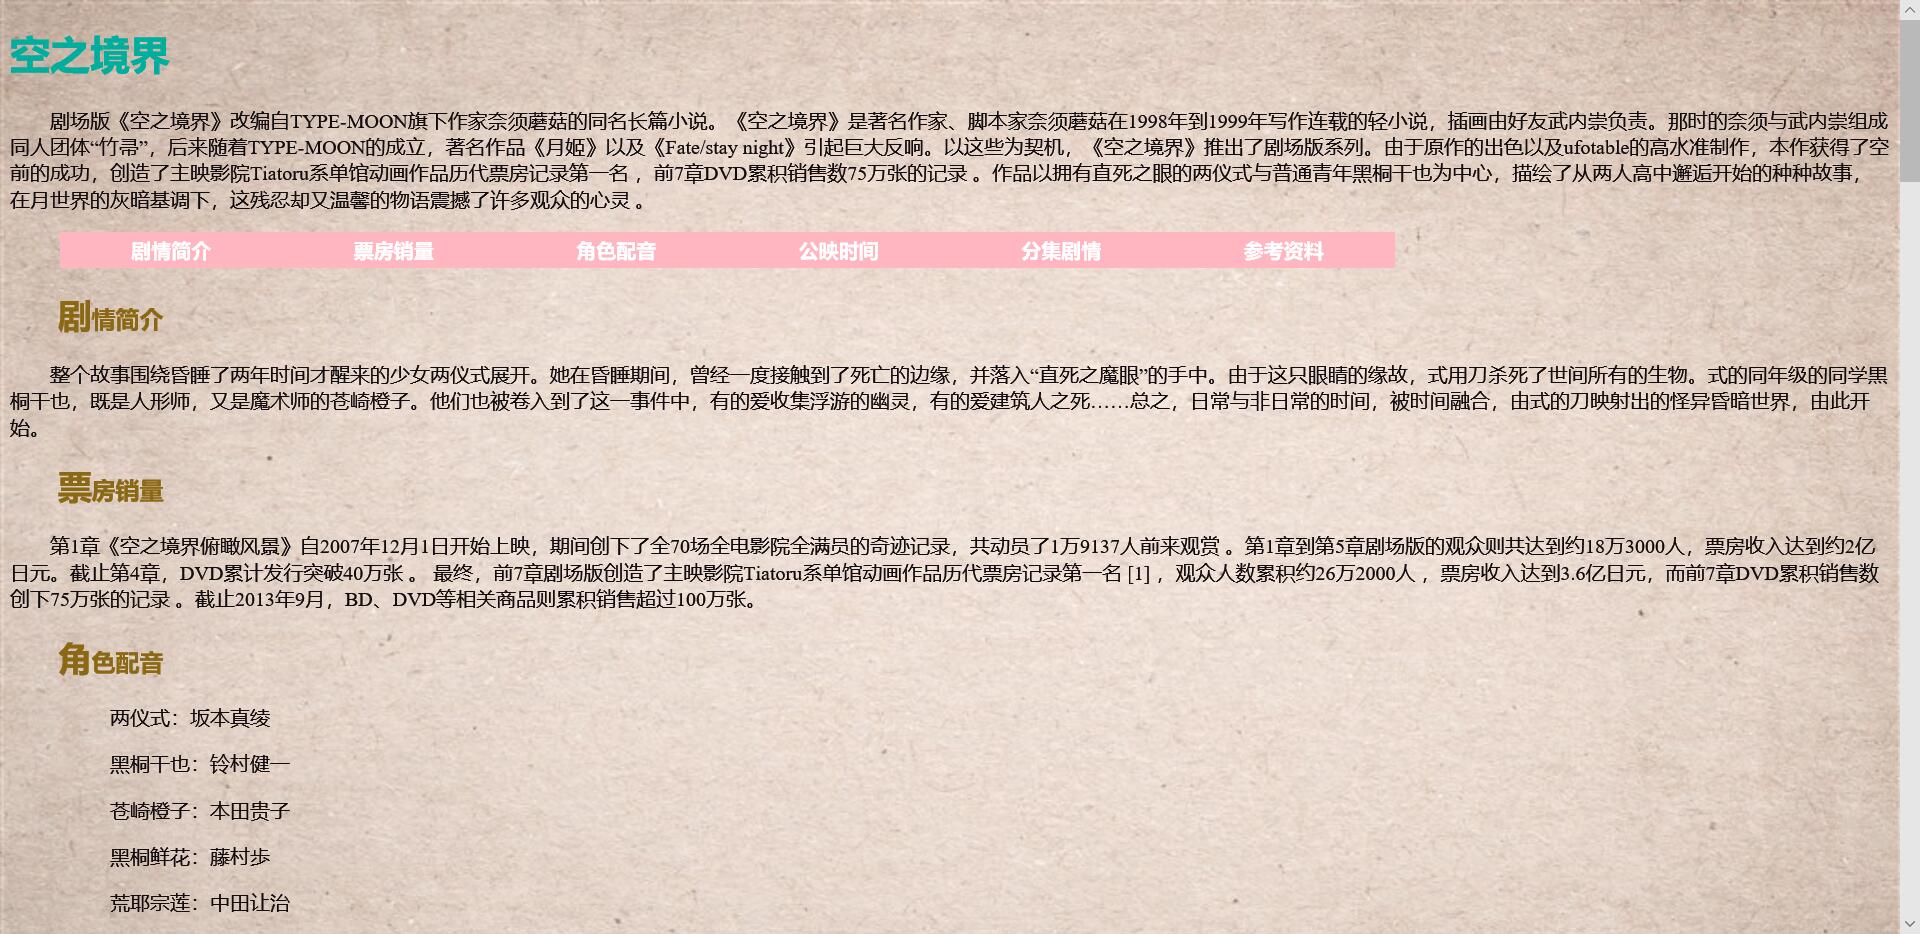 空之境界
剧场版《空之境界》改编自TYPE-MOON旗下作家奈须蘑菇的同名长篇小说。《空之境界》是著名作家、脚本家奈须蘑菇在1998年到1999年写作连载的轻小说，插画由好友武内崇负责。那时的奈须与武内崇组成
同人团体“竹帚”，后来随着TYPE-MOON的成立，著名作品《月姬》以及《Fate/stay night》引起巨大反响。以这些为契机，《空之境界》推出了剧场版系列。由于原作的出色以及ufotable的高水准制作，本作获得了空
前的成功，创造了主映影院Tiatoru系单馆动画作品历代票房记录第一名 ，前7章DVD累积销售数75万张的记录 。作品以拥有直死之眼的两仪式与普通青年黑桐干也为中心，描绘了从两人高中邂逅开始的种种故事，
在月世界的灰暗基调下，这残忍却又温馨的物语震撼了许多观众的心灵 。
剧情简介 票房销量 角色配音 公映时间 分集剧情 参考资料
剧情简介
整个故事围绕昏睡了两年时间才醒来的少女两仪式展开。她在昏睡期间，曾经一度接触到了死亡的边缘，并落入“直死之魔眼”的手中。由于这只眼睛的缘故，式用刀杀死了世间所有的生物。式的同年级的同学黑
桐干也，既是人形师，又是魔术师的苍崎橙子。他们也被卷入到了这一事件中，有的爱收集浮游的幽灵，有的爱建筑人之死……总之，日常与非日常的时间，被时间融合，由式的刀映射出的怪异昏暗世界，由此开
始。
票房销量
第1章《空之境界俯瞰风景》自2007年12月1日开始上映，期间创下了全70场全电影院全满员的奇迹记录，共动员了1万9137人前来观赏 。第1章到第5章剧场版的观众则共达到约18万3000人，票房收入达到约2亿
日元。截止第4章，DVD累计发行突破40万张 。 最终，前7章剧场版创造了主映影院Tiatoru系单馆动画作品历代票房记录第一名 [1] ，观众人数累积约26万2000人 ，票房收入达到3.6亿日元，而前7章DVD累积销售数
创下75万张的记录 。截止2013年9月，BD、DVD等相关商品则累积销售超过100万张。
角色配音
两仪式：坂本真绫
黑桐干也：铃村健一
苍崎橙子：本田贵子
黑桐鲜花：藤村歩
荒耶宗莲：中田让治